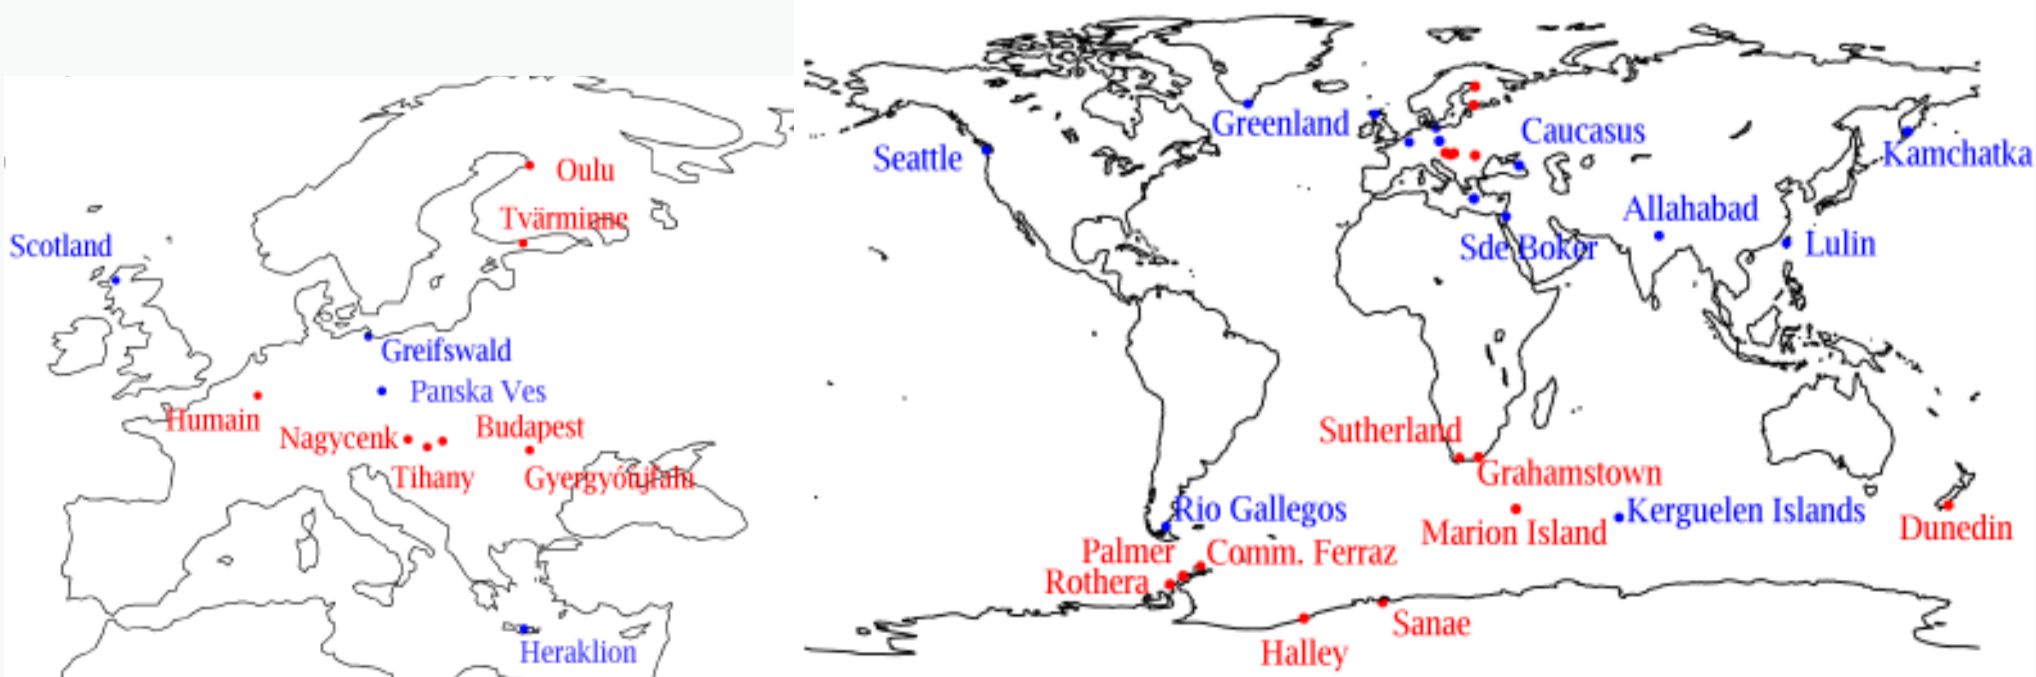 Oulu
Tvärminne
Scotland
Greifswald
Panska Ves
Humain
Nagycenk
Budapest
Tihany
Gyergyóújfalu
Heraklion
Greenland
Caucasus
Seattle
Kamchatka
Allahabad
Sde Boker
Lulin
Sutherland
Grahamstown
Rio Gallegos
Kerguelen Islands
Marion Island
Dunedin
Palmer
Comm. Ferraz
Rothera
Sanae
Halley